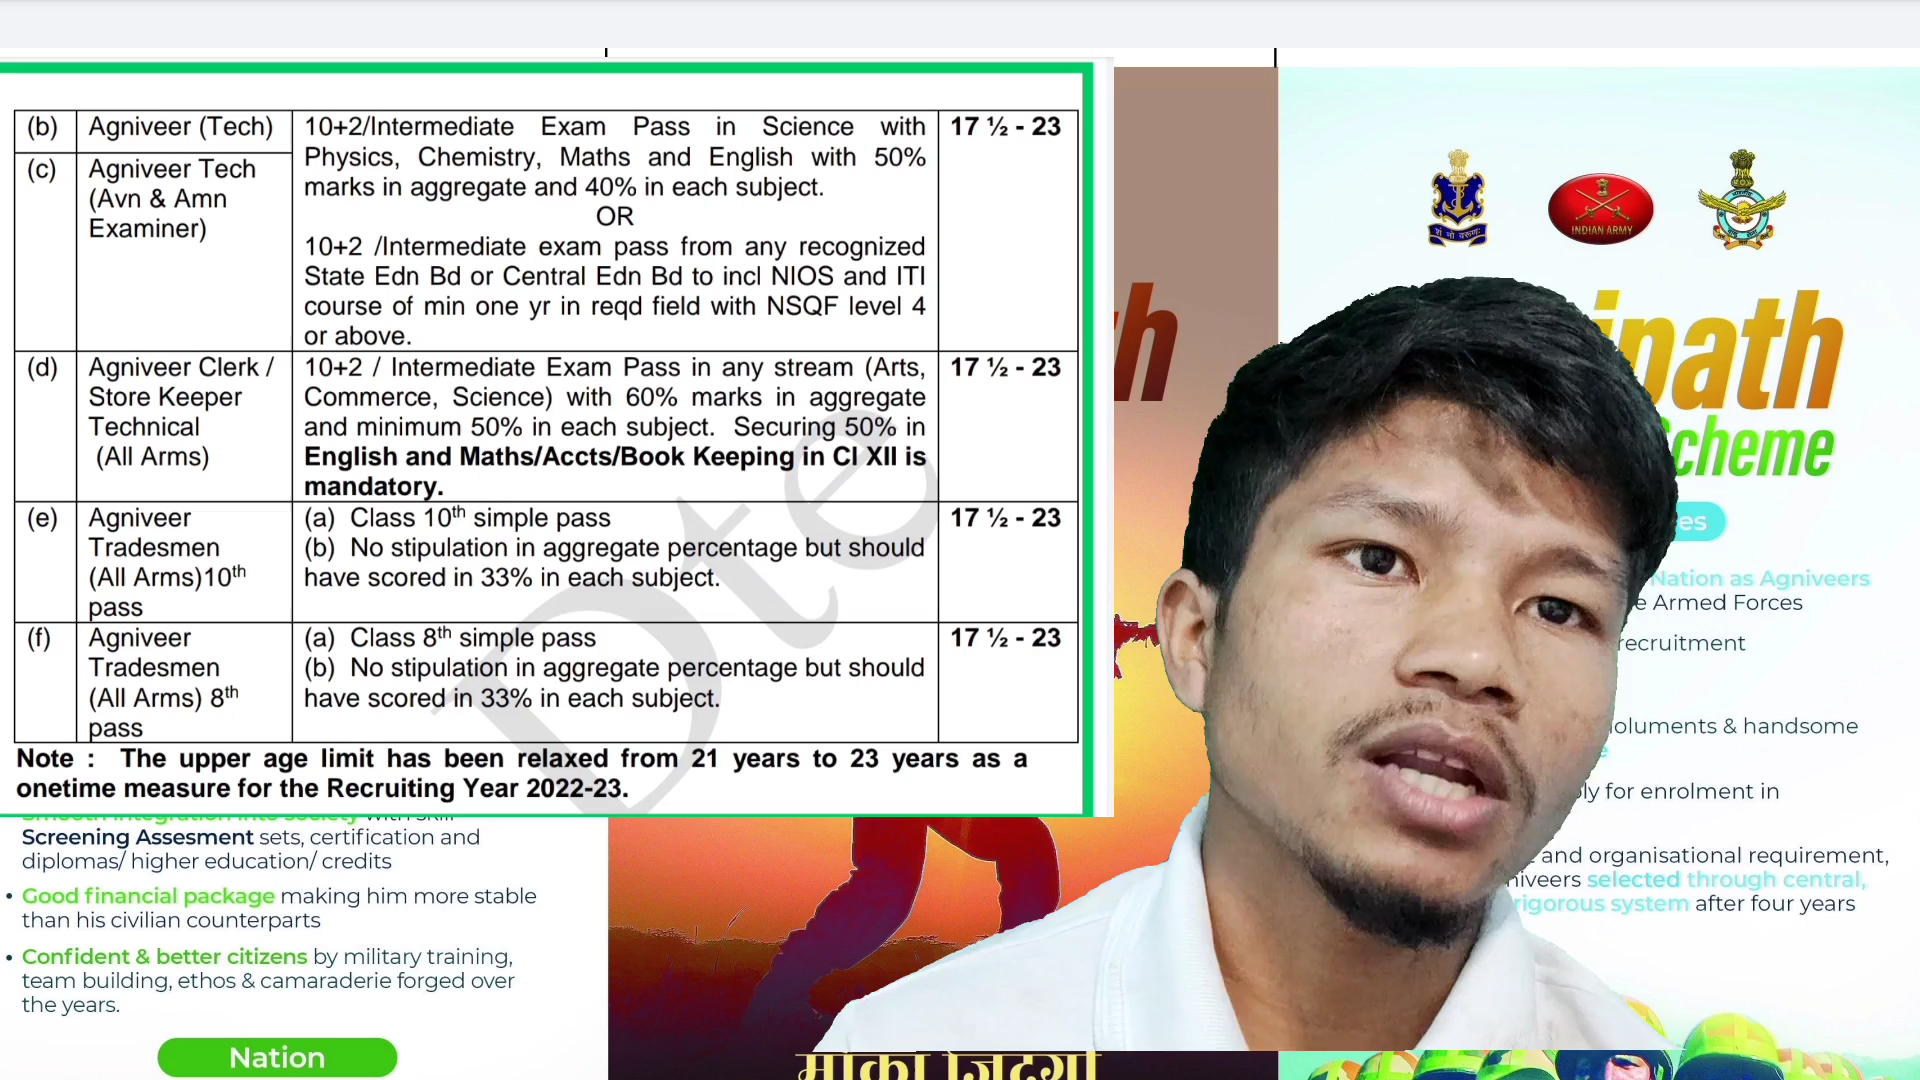 (b) Agniveer (Tech) 10+2/Intermediate Exam Pass in Science with 17 ½ - 23
Physics, Chemistry, Maths and English with 50%
marks in aggregate and 40% in each subject.
(c) Agniveer Tech
(Avn & Amn
Examiner)
OR
10+2 /Intermediate exam pass from any recognized
State Edn Bd or Central Edn Bd to incl NIOS and ITI
course of min one yr in reqd field with NSQF level 4
or above.
(d) Agniveer Clerk / 10+2 / Intermediate Exam Pass in any stream (Arts, 17 ½ - 23
Store Keeper Commerce, Science) with 60% marks in aggregate
Technical and minimum 50% in each subject. Securing 50% in
(All Arms) English and Maths/Accts/Book Keeping in Cl XII is
mandatory.
(e) Agniveer (a) Class 10th simple pass 17 ½ - 23
Tradesmen (b) No stipulation in aggregate percentage but should
(All Arms)10th have scored in 33% in each subject.
pass
(f) Agniveer (a) Class 8th simple pass 17 ½ - 23
Tradesmen (b) No stipulation in aggregate percentage but should
(All Arms) 8th have scored in 33% in each subject.
pass
Note : The upper age limit has been relaxed from 21 years to 23 years as a
onetime measure for the Recruiting Year 2022-23.
Dte
Smooth integration into society with skill
Screening Assesment sets, certification and
diplomas/ higher education/ credits
• Good financial package making him more stable
than his civilian counterparts
• Confident & better citizens by military training,
team building, ethos & camaraderie forged over
the years.
Nation
h
मौका जिंदगी
शं नो वरुणः
INDIAN ARMY
ipath
Scheme
es
Nation as Agniveers
e Armed Forces
recruitment
oluments & handsome
e
ly for enrolment in
and organisational requirement,
niveers selected through central,
rigorous system after four years